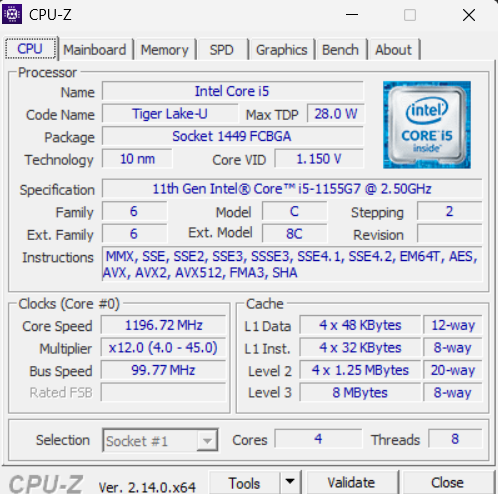 CPU-Z
CPU Mainboard Memory SPD Graphics Bench About
Processor
Name Intel Core i5
Code Name Tiger Lake-U Max TDP 28.0 W
Package Socket 1449 FCBGA
Technology 10 nm Core VID 1.150 V
intel®
CORE™ i5
inside™
Specification 11th Gen Intel® Core™ i5-1155G7 @ 2.50GHz
Family 6 Model C Stepping 2
Ext. Family 6 Ext. Model 8C Revision
Instructions MMX, SSE, SSE2, SSE3, SSSE3, SSE4.1, SSE4.2, EM64T, AES,
AVX, AVX2, AVX512, FMA3, SHA
Clocks (Core #0)
Core Speed 1196.72 MHz
Multiplier x12.0 (4.0 - 45.0)
Bus Speed 99.77 MHz
Rated FSB
Cache
L1 Data 4 x 48 KBytes 12-way
L1 Inst. 4 x 32 KBytes 8-way
Level 2 4 x 1.25 MBytes 20-way
Level 3 8 MBytes 8-way
Selection Socket #1 Cores 4 Threads 8
CPU-Z Ver. 2.14.0.x64 Tools Validate Close